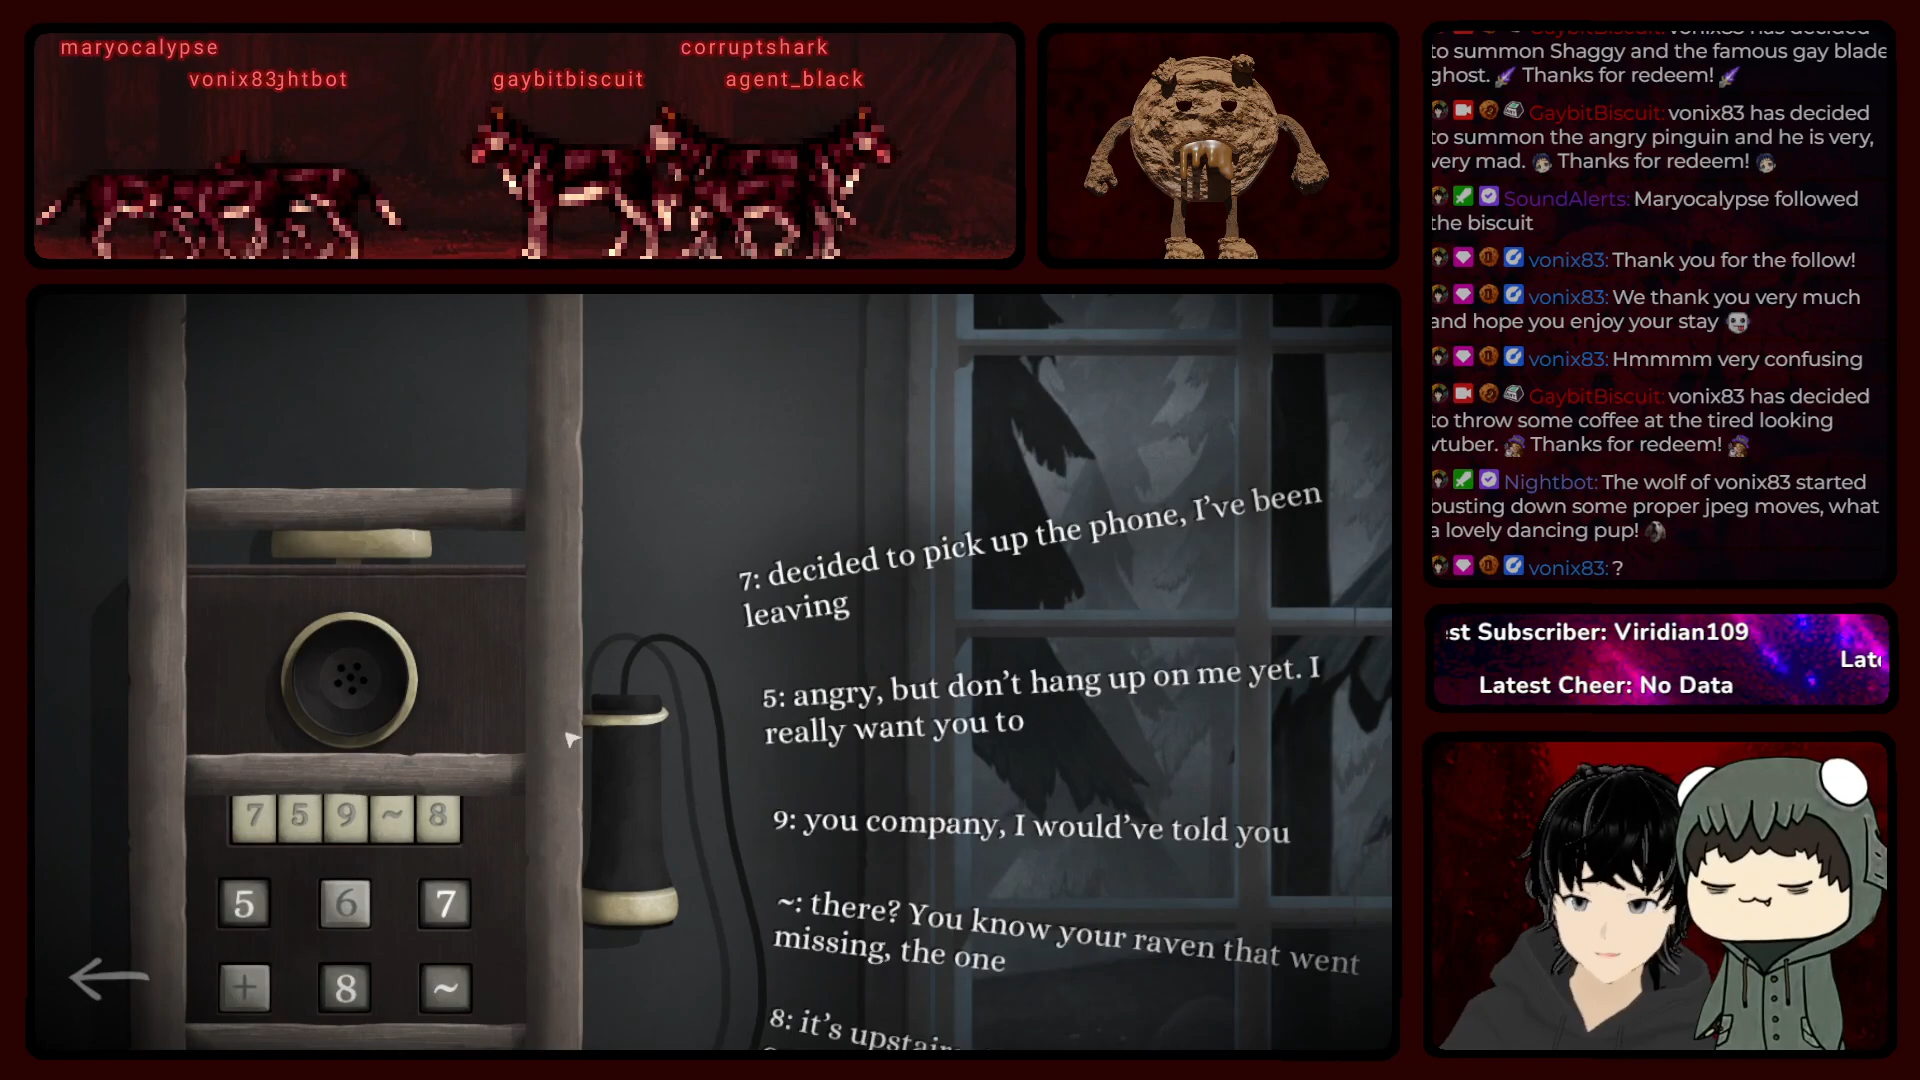 maryocalypse
corruptshark
vonix83
ghtbot
gaybitbiscuit
agent_black
to summon Shaggy and the famous gay blade
ghost. Thanks for redeem!
GaybitBiscuit: vonix83 has decided
to summon the angry pinguin and he is very,
very mad. Thanks for redeem!
SoundAlerts: Maryocalypse followed
the biscuit
vonix83: Thank you for the follow!
vonix83: We thank you very much
and hope you enjoy your stay
vonix83: Hmmmm very confusing
GaybitBiscuit: vonix83 has decided
to throw some coffee at the tired looking
vtuber. Thanks for redeem!
Nightbot: The wolf of vonix83 started
busting down some proper jpeg moves, what
a lovely dancing pup!
vonix83: ?
7: decided to pick up the phone, I've been
leaving
5: angry, but don't hang up on me yet. I
really want you to
9: you company, I would've told you
~: there? You know your raven that went
missing, the one
8: it's upstair
7 5 9 ~ 8
5 6 7
+ 8 ~
st Subscriber: Viridian109
Late
Latest Cheer: No Data